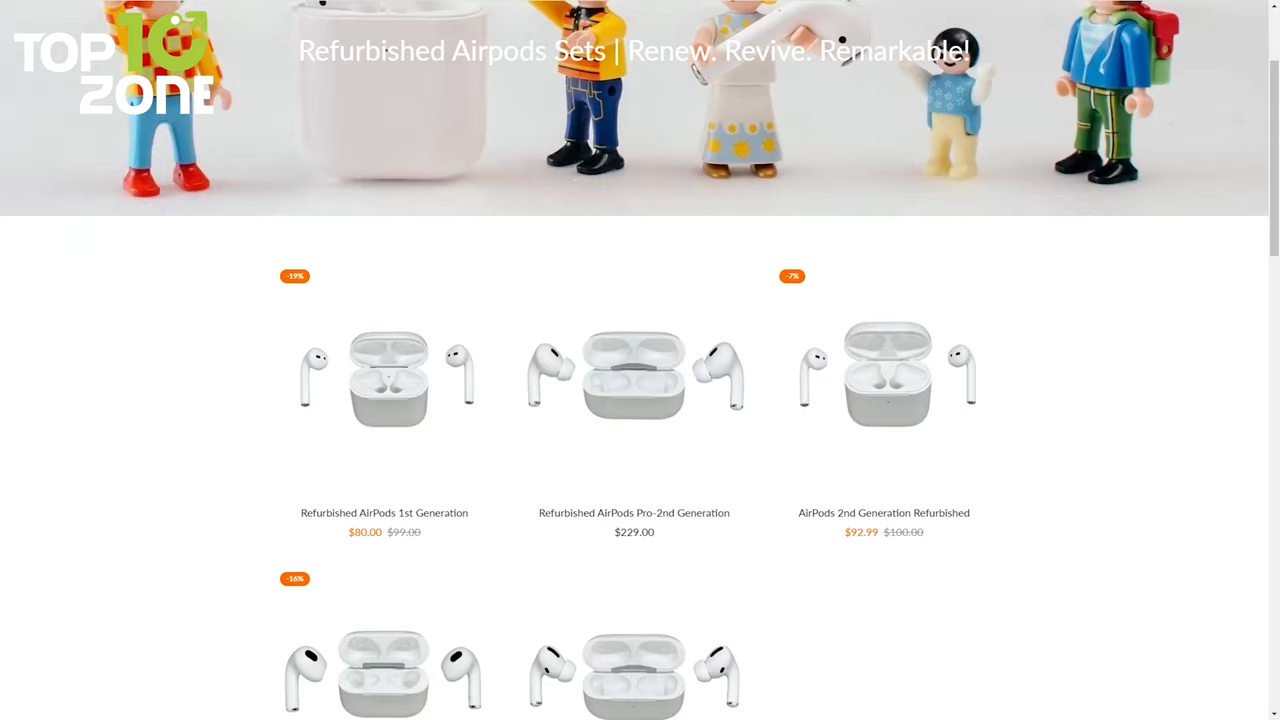 TOP 10
ZONE
Refurbished Airpods Sets | Renew. Revive. Remarkable!
-19%
-7%
Refurbished AirPods 1st Generation
Refurbished AirPods Pro-2nd Generation
AirPods 2nd Generation Refurbished
$80.00 $99.00
$229.00
$92.99 $100.00
-16%